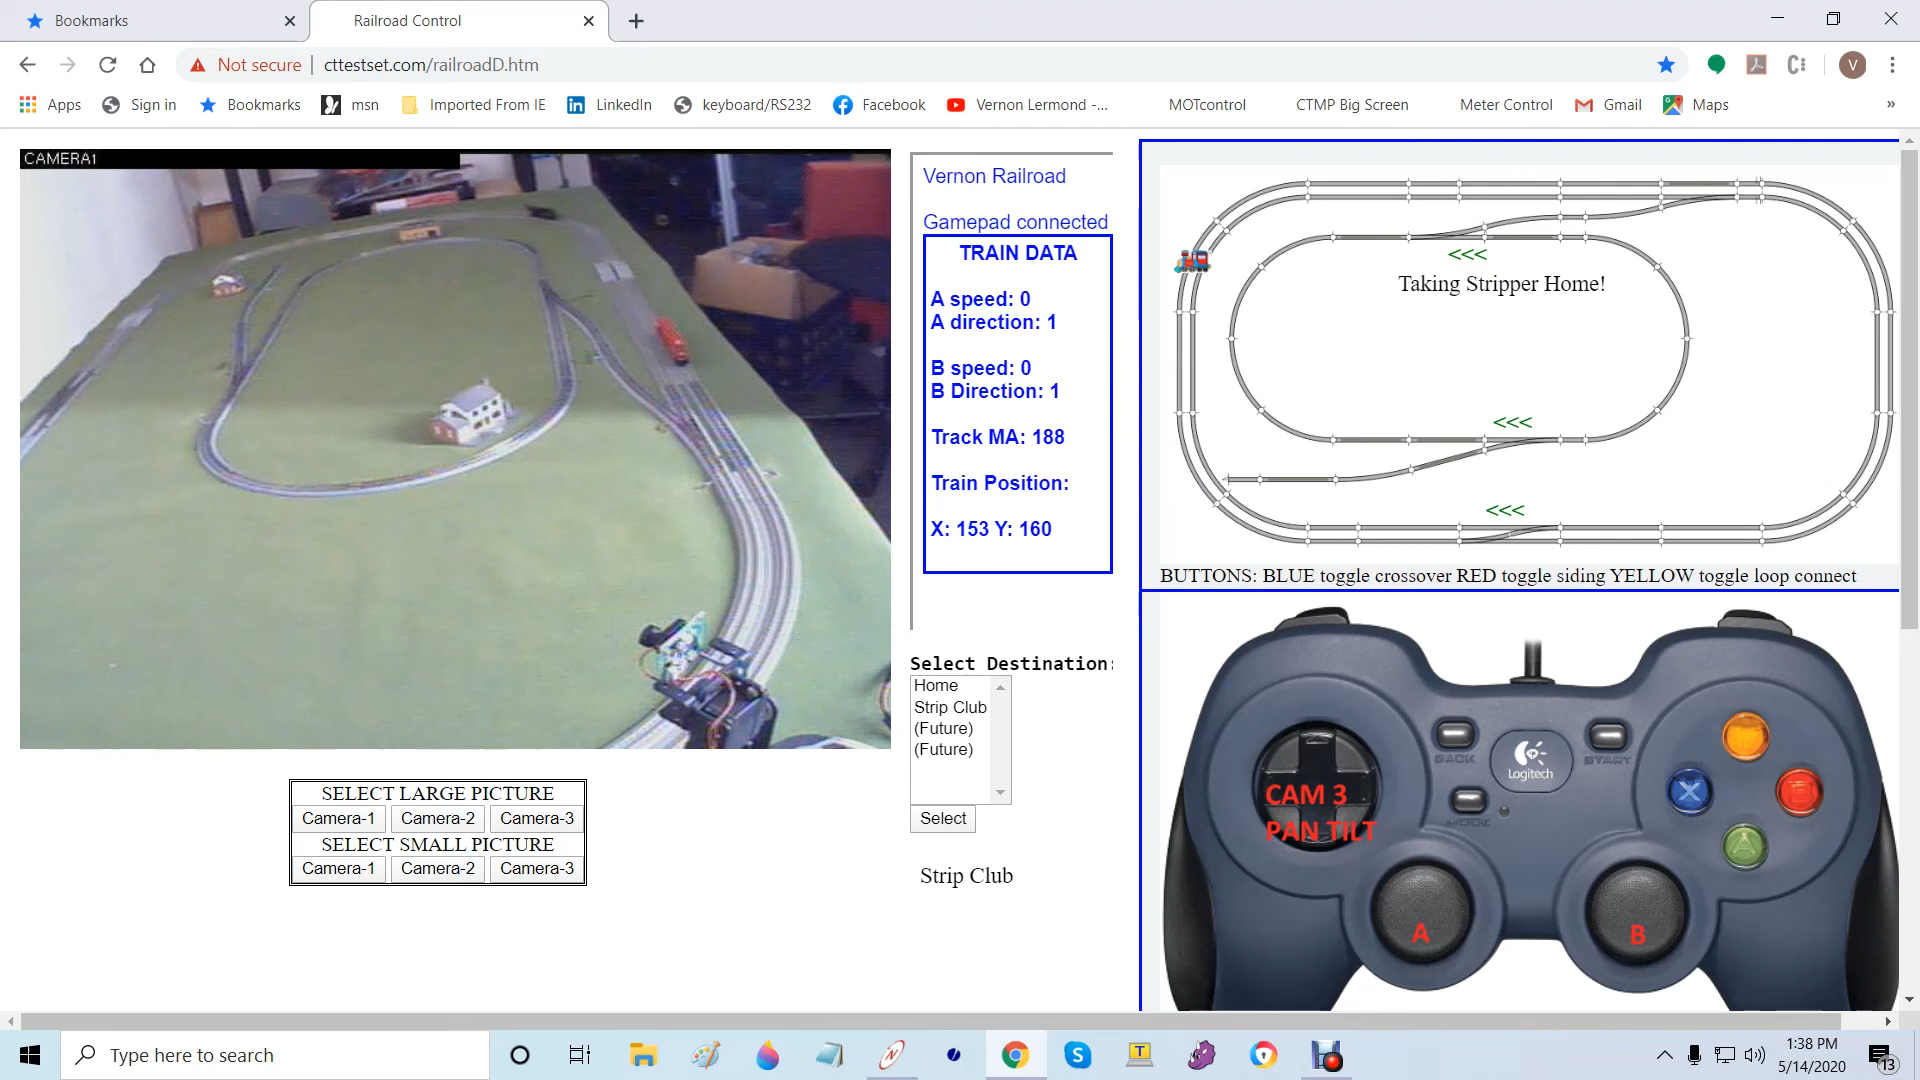 Bookmarks
Railroad Control
Not secure
cttestset.com/railroadD.htm
V
Apps
Sign in
Bookmarks
msn
Imported From IE
LinkedIn
keyboard/RS232
Facebook
Vernon Lermond -...
MOTcontrol
CTMP Big Screen
Meter Control
Gmail
Maps
»
CAMERA1
Vernon Railroad
Gamepad connected
TRAIN DATA
A speed: 0
A direction: 1
B speed: 0
B Direction: 1
Track MA: 188
Train Position:
X: 153 Y: 160
Select Destination:
Home
Strip Club
(Future)
(Future)
Select
Strip Club
SELECT LARGE PICTURE
Camera-1 Camera-2 Camera-3
SELECT SMALL PICTURE
Camera-1 Camera-2 Camera-3
<<<
Taking Stripper Home!
<<<
<<<
BUTTONS: BLUE toggle crossover RED toggle siding YELLOW toggle loop connect
BACK
START
Logitech
MODE
CAM 3
PAN TILT
X
B
A
A
B
Type here to search
1:38 PM
5/14/2020
13